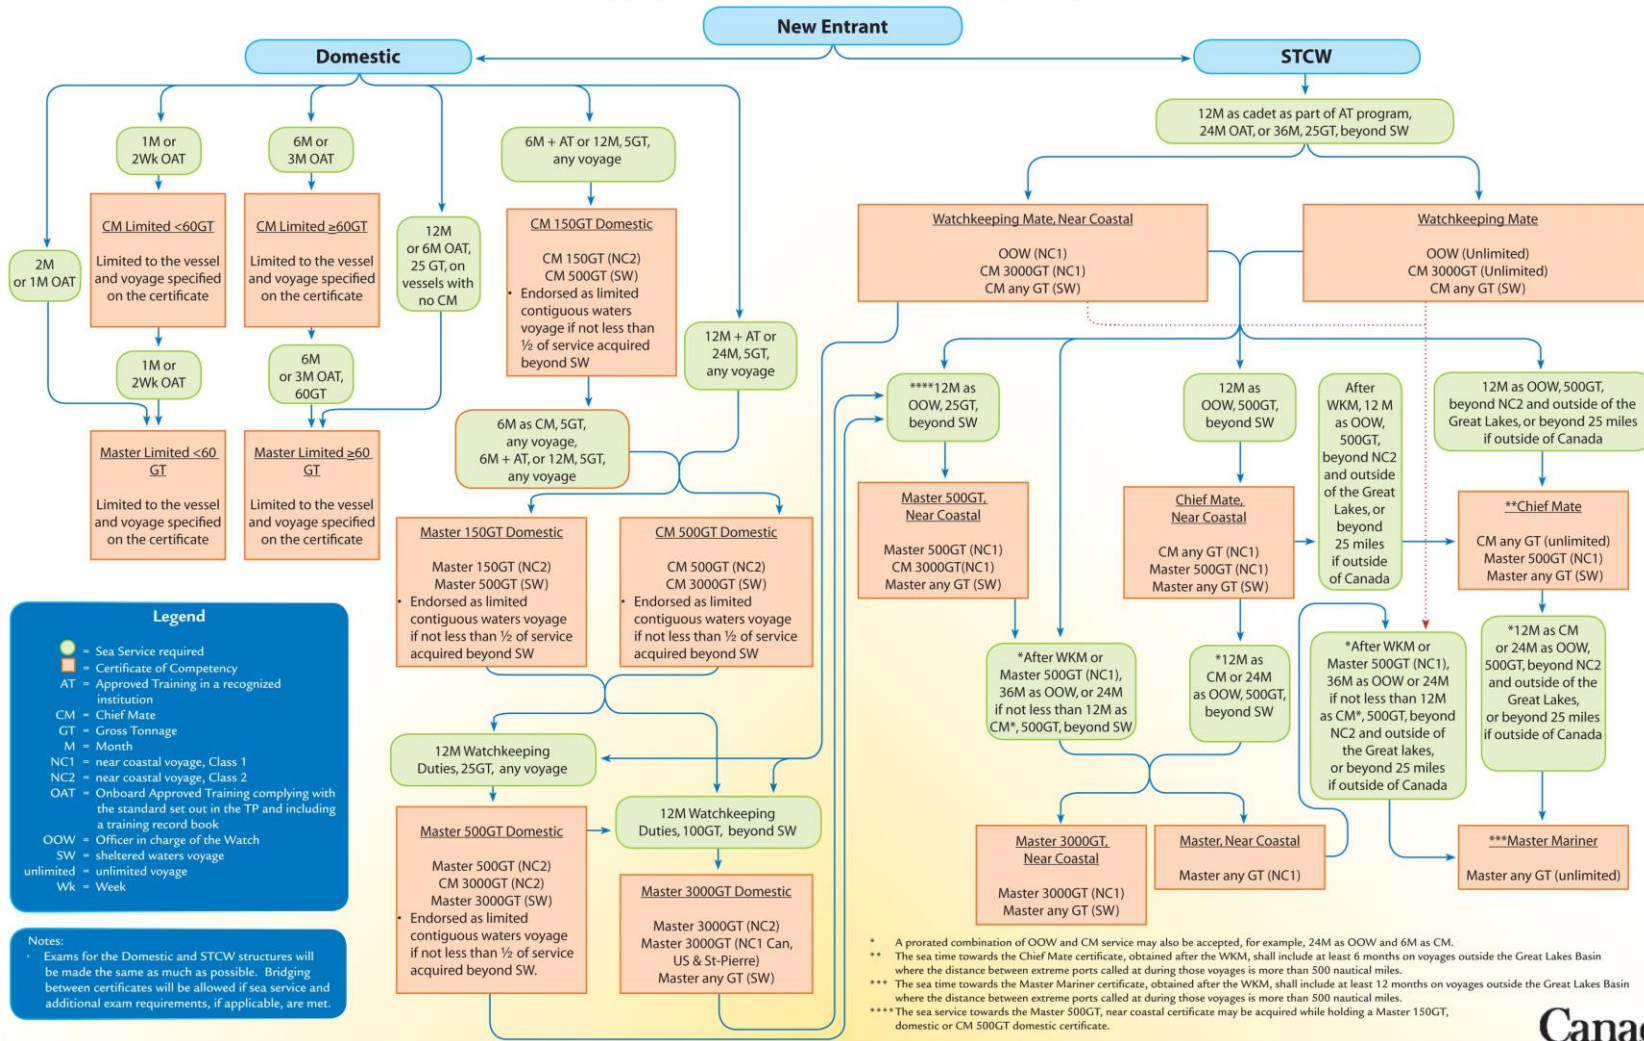 New Entrant
Domestic
STCW
1M or
2Wk OAT
6M or
3M OAT
6M + AT or 12M, 5GT,
any voyage
12M as cadet as part of AT program,
24M OAT, or 36M, 25GT, beyond SW
2M
or 1M OAT
CM Limited <60GT
Limited to the vessel
and voyage specified
on the certificate
CM Limited ≥60GT
Limited to the vessel
and voyage specified
on the certificate
12M
or 6M OAT,
25 GT, on
vessels with
no CM
CM 150GT Domestic
CM 150GT (NC2)
CM 500GT (SW)
• Endorsed as limited
contiguous waters
voyage if not less than
½ of service acquired
beyond SW
12M + AT or
24M, 5GT,
any voyage
Watchkeeping Mate, Near Coastal
OOW (NC1)
CM 3000GT (NC1)
CM any GT (SW)
Watchkeeping Mate
OOW (Unlimited)
CM 3000GT (Unlimited)
CM any GT (SW)
1M or
2Wk OAT
6M
or 3M OAT,
60GT
6M as CM, 5GT,
any voyage,
6M + AT, or 12M, 5GT,
any voyage
****12M as
OOW, 25GT,
beyond SW
12M as
OOW, 500GT,
beyond SW
After
WKM, 12 M
as OOW,
500GT,
beyond NC2
and outside
of the Great
Lakes, or
beyond
25 miles
if outside
of Canada
12M as OOW, 500GT,
beyond NC2 and outside of the
Great Lakes, or beyond 25 miles
if outside of Canada
Master Limited <60
GT
Limited to the vessel
and voyage specified
on the certificate
Master Limited ≥60
GT
Limited to the vessel
and voyage specified
on the certificate
Master 150GT Domestic
Master 150GT (NC2)
Master 500GT (SW)
• Endorsed as limited
contiguous waters voyage
if not less than ½ of service
acquired beyond SW
CM 500GT Domestic
CM 500GT (NC2)
CM 3000GT (SW)
• Endorsed as limited
contiguous waters voyage
if not less than ½ of service
acquired beyond SW
Master 500GT,
Near Coastal
Master 500GT (NC1)
CM 3000GT(NC1)
Master any GT (SW)
Chief Mate,
Near Coastal
CM any GT (NC1)
Master 500GT (NC1)
Master any GT (SW)
**Chief Mate
CM any GT (unlimited)
Master 500GT (NC1)
Master any GT (SW)
*After WKM or
Master 500GT (NC1),
36M as OOW, or 24M
if not less than 12M as
CM*, 500GT, beyond SW
*12M as
CM or 24M
as OOW, 500GT,
beyond SW
*After WKM or
Master 500GT (NC1),
36M as OOW or 24M
if not less than 12M
as CM*, 500GT, beyond
NC2 and outside of
the Great lakes,
or beyond 25 miles
if outside of Canada
*12M as CM
or 24M as OOW,
500GT, beyond NC2
and outside of the
Great Lakes,
or beyond 25 miles
if outside of Canada
12M Watchkeeping
Duties, 25GT, any voyage
12M Watchkeeping
Duties, 100GT, beyond SW
Master 500GT Domestic
Master 500GT (NC2)
CM 3000GT (NC2)
Master 3000GT (SW)
• Endorsed as limited
contiguous waters voyage
if not less than ½ of service
acquired beyond SW.
Master 3000GT Domestic
Master 3000GT (NC2)
Master 3000GT (NC1 Can,
US & St-Pierre)
Master any GT (SW)
Master 3000GT,
Near Coastal
Master 3000GT (NC1)
Master any GT (SW)
Master, Near Coastal
Master any GT (NC1)
***Master Mariner
Master any GT (unlimited)
Legend
= Sea Service required
= Certificate of Competency
AT = Approved Training in a recognized
institution
CM = Chief Mate
GT = Gross Tonnage
M = Month
NC1 = near coastal voyage, Class 1
NC2 = near coastal voyage, Class 2
OAT = Onboard Approved Training complying with
the standard set out in the TP and including
a training record book
OOW = Officer in charge of the Watch
SW = sheltered waters voyage
unlimited = unlimited voyage
Wk = Week
Notes:
· Exams for the Domestic and STCW structures will
be made the same as much as possible. Bridging
between certificates will be allowed if sea service and
additional exam requirements, if applicable, are met.
* A prorated combination of OOW and CM service may also be accepted, for example, 24M as OOW and 6M as CM.
** The sea time towards the Chief Mate certificate, obtained after the WKM, shall include at least 6 months on voyages outside the Great Lakes Basin
where the distance between extreme ports called at during those voyages is more than 500 nautical miles.
*** The sea time towards the Master Mariner certificate, obtained after the WKM, shall include at least 12 months on voyages outside the Great Lakes Basin
where the distance between extreme ports called at during those voyages is more than 500 nautical miles.
**** The sea service towards the Master 500GT, near coastal certificate may be acquired while holding a Master 150GT,
domestic or CM 500GT domestic certificate.